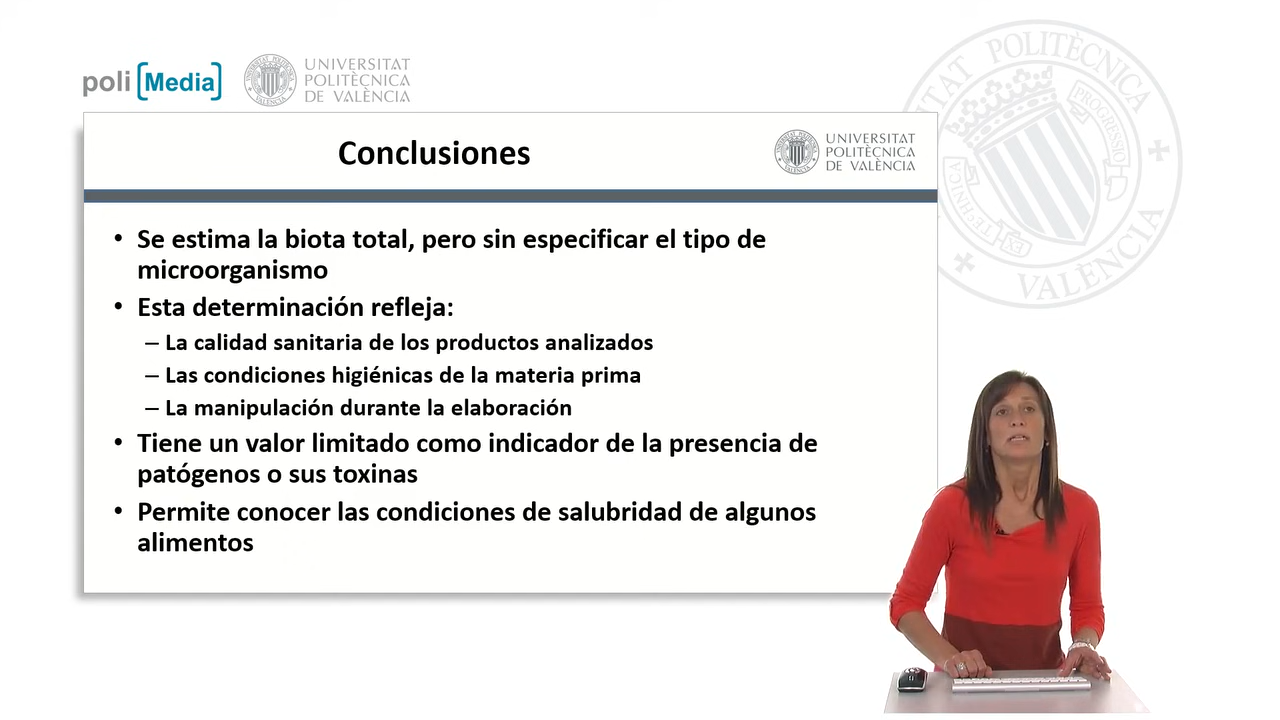 poli [Media]
UNIVERSITAT
POLITÈCNICA
DE VALÈNCIA
Conclusiones
UNIVERSITAT
POLITÈCNICA
DE VALÈNCIA
• Se estima la biota total, pero sin especificar el tipo de
microorganismo
• Esta determinación refleja:
– La calidad sanitaria de los productos analizados
– Las condiciones higiénicas de la materia prima
– La manipulación durante la elaboración
• Tiene un valor limitado como indicador de la presencia de
patógenos o sus toxinas
• Permite conocer las condiciones de salubridad de algunos
alimentos
POLITÈCNICA
VALÈNCIA
PROGRESSIO